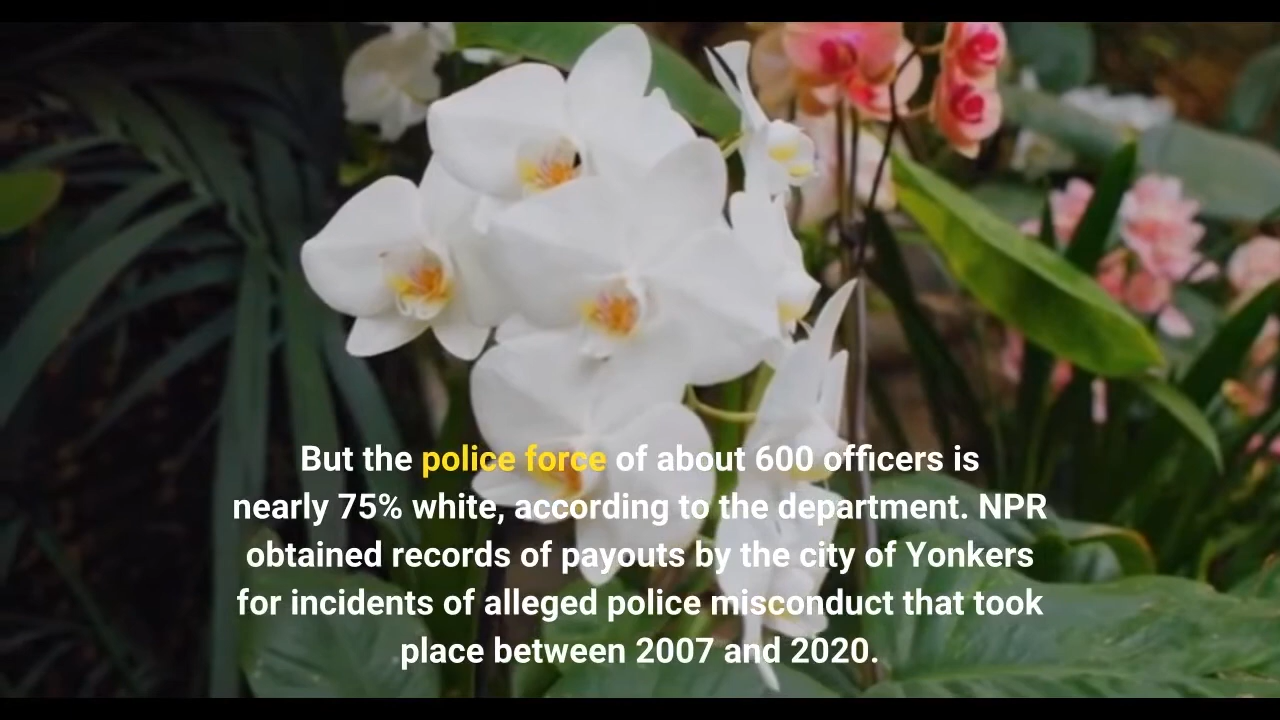 But the police force of about 600 officers is
nearly 75% white, according to the department. NPR
obtained records of payouts by the city of Yonkers
for incidents of alleged police misconduct that took
place between 2007 and 2020.